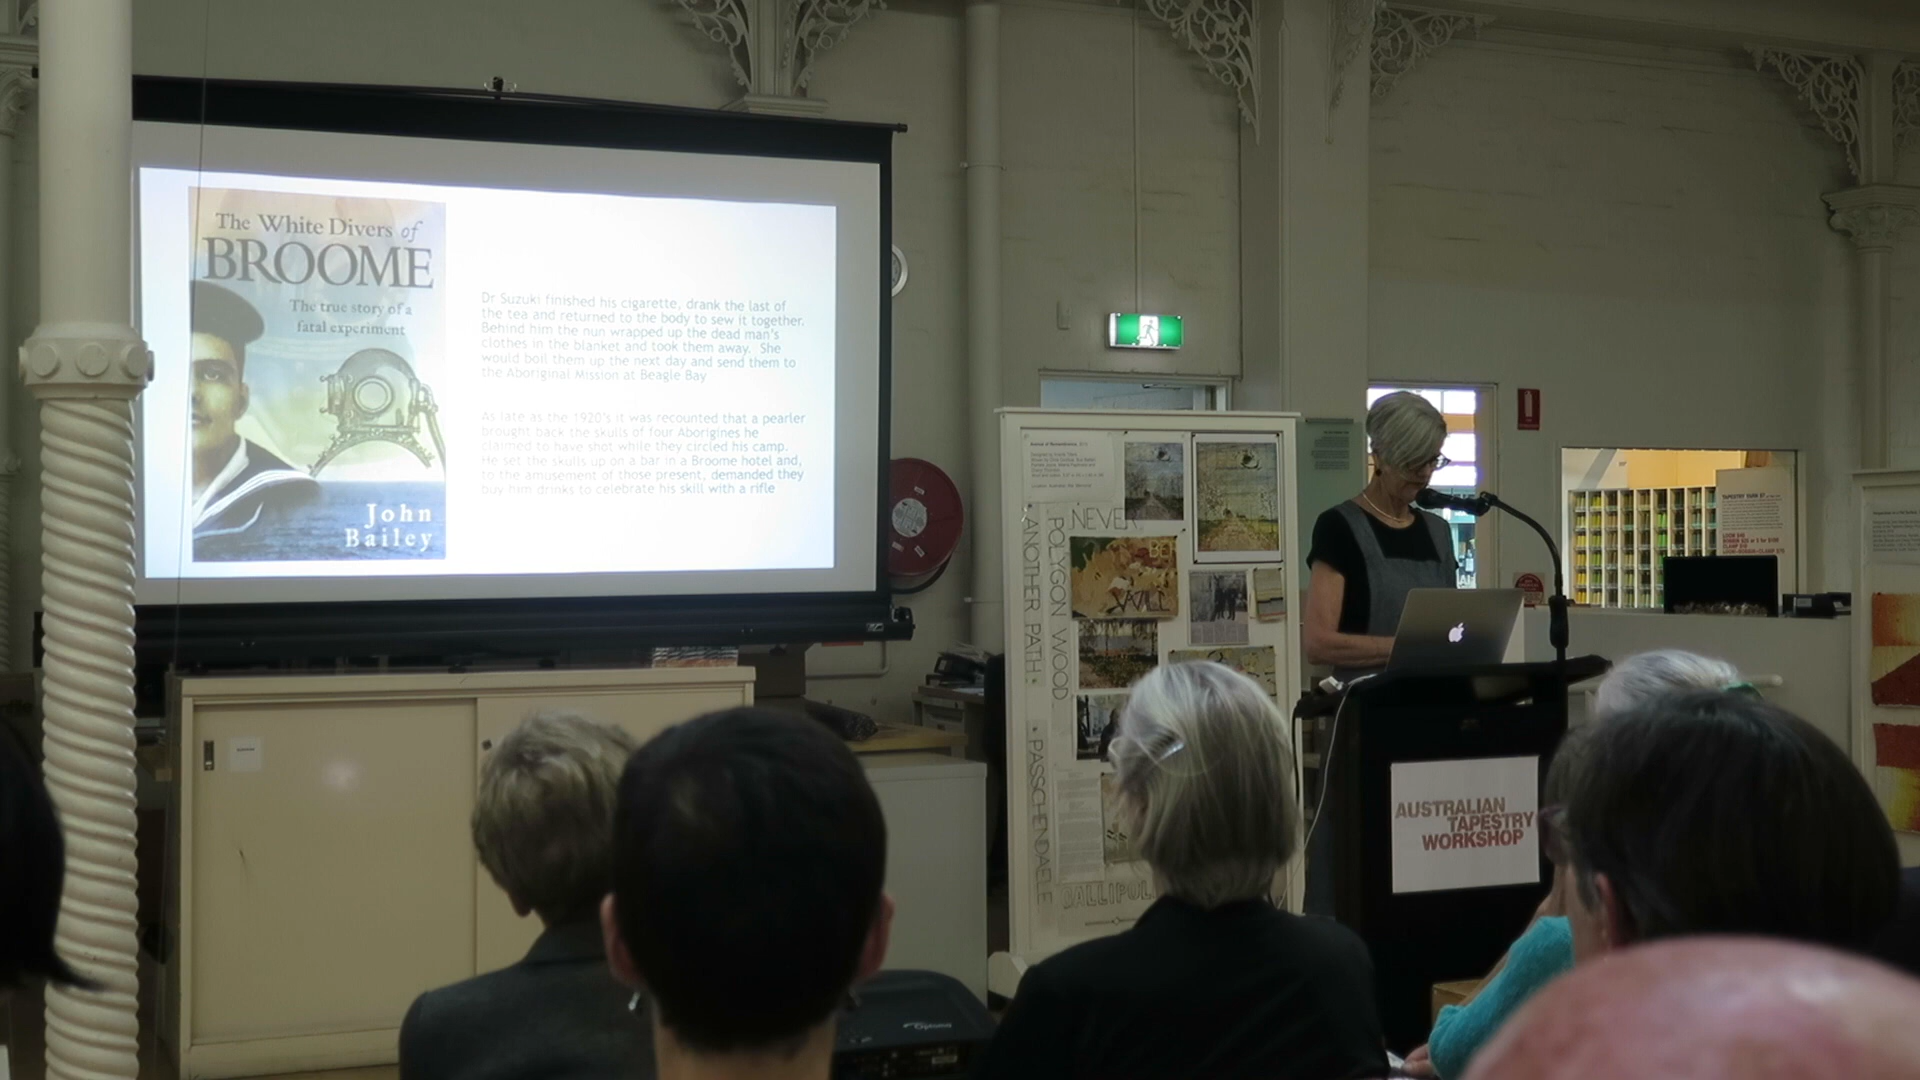 The White Divers of
BROOME
The true story of a
fatal experiment
John
Bailey
Dr Suzuki finished his cigarette, drank the last of
the tea and returned to the body to sew it together.
Behind him the nun wrapped up the dead man's
clothes in the blanket and took them away. She
would boil them up the next day and send them to
the Aboriginal Mission at Beagle Bay
As late as the 1920's it was recounted that a pearler
brought back the skulls of four Aborigines he
claimed to have shot while they circled his camp.
He set the skulls up on a bar in a Broome hotel and,
to the amusement of those present, demanded they
buy him drinks to celebrate his skill with a rifle
NEVER
ANOTHER PATH
POLYGON WOOD
WILL
PASSCHENDAELE
AUSTRALIAN
TAPESTRY
WORKSHOP
Optoma